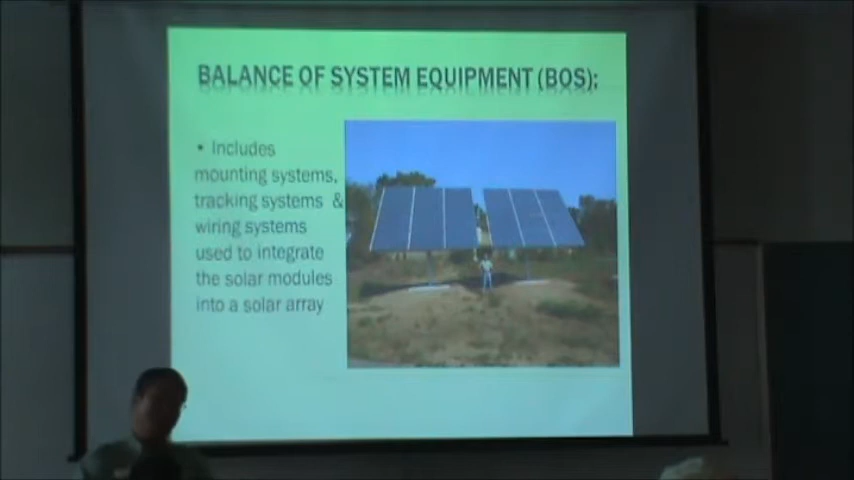 BALANCE OF SYSTEM EQUIPMENT (BOS):
• Includes
mounting systems,
tracking systems &
wiring systems
used to integrate
the solar modules
into a solar array